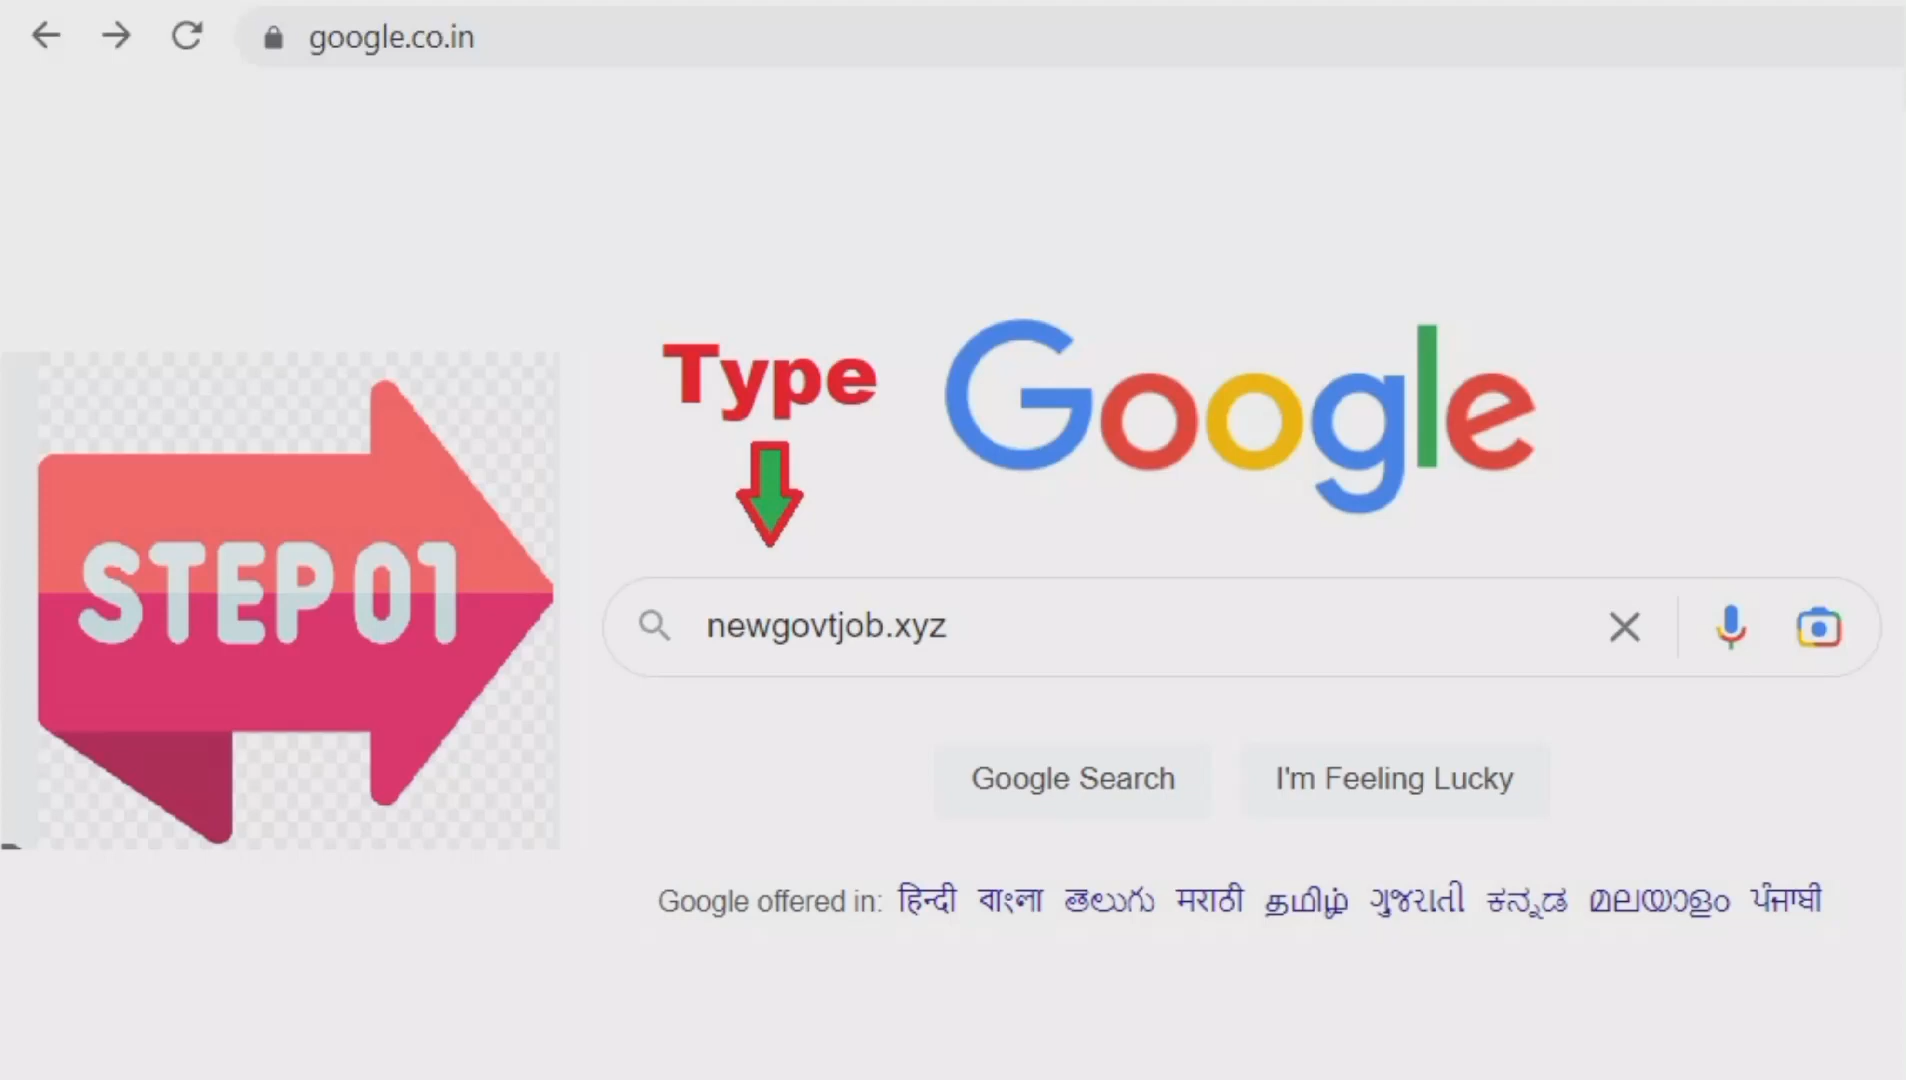 google.co.in
Type
Google
STEP 01
newgovtjob.xyz
Google Search
I'm Feeling Lucky
Google offered in: हिन्दी বাংলা తెలుగు मराठी தமிழ் ગુજરાતી ಕನ್ನಡ മലയാളം ਪੰਜਾਬੀ